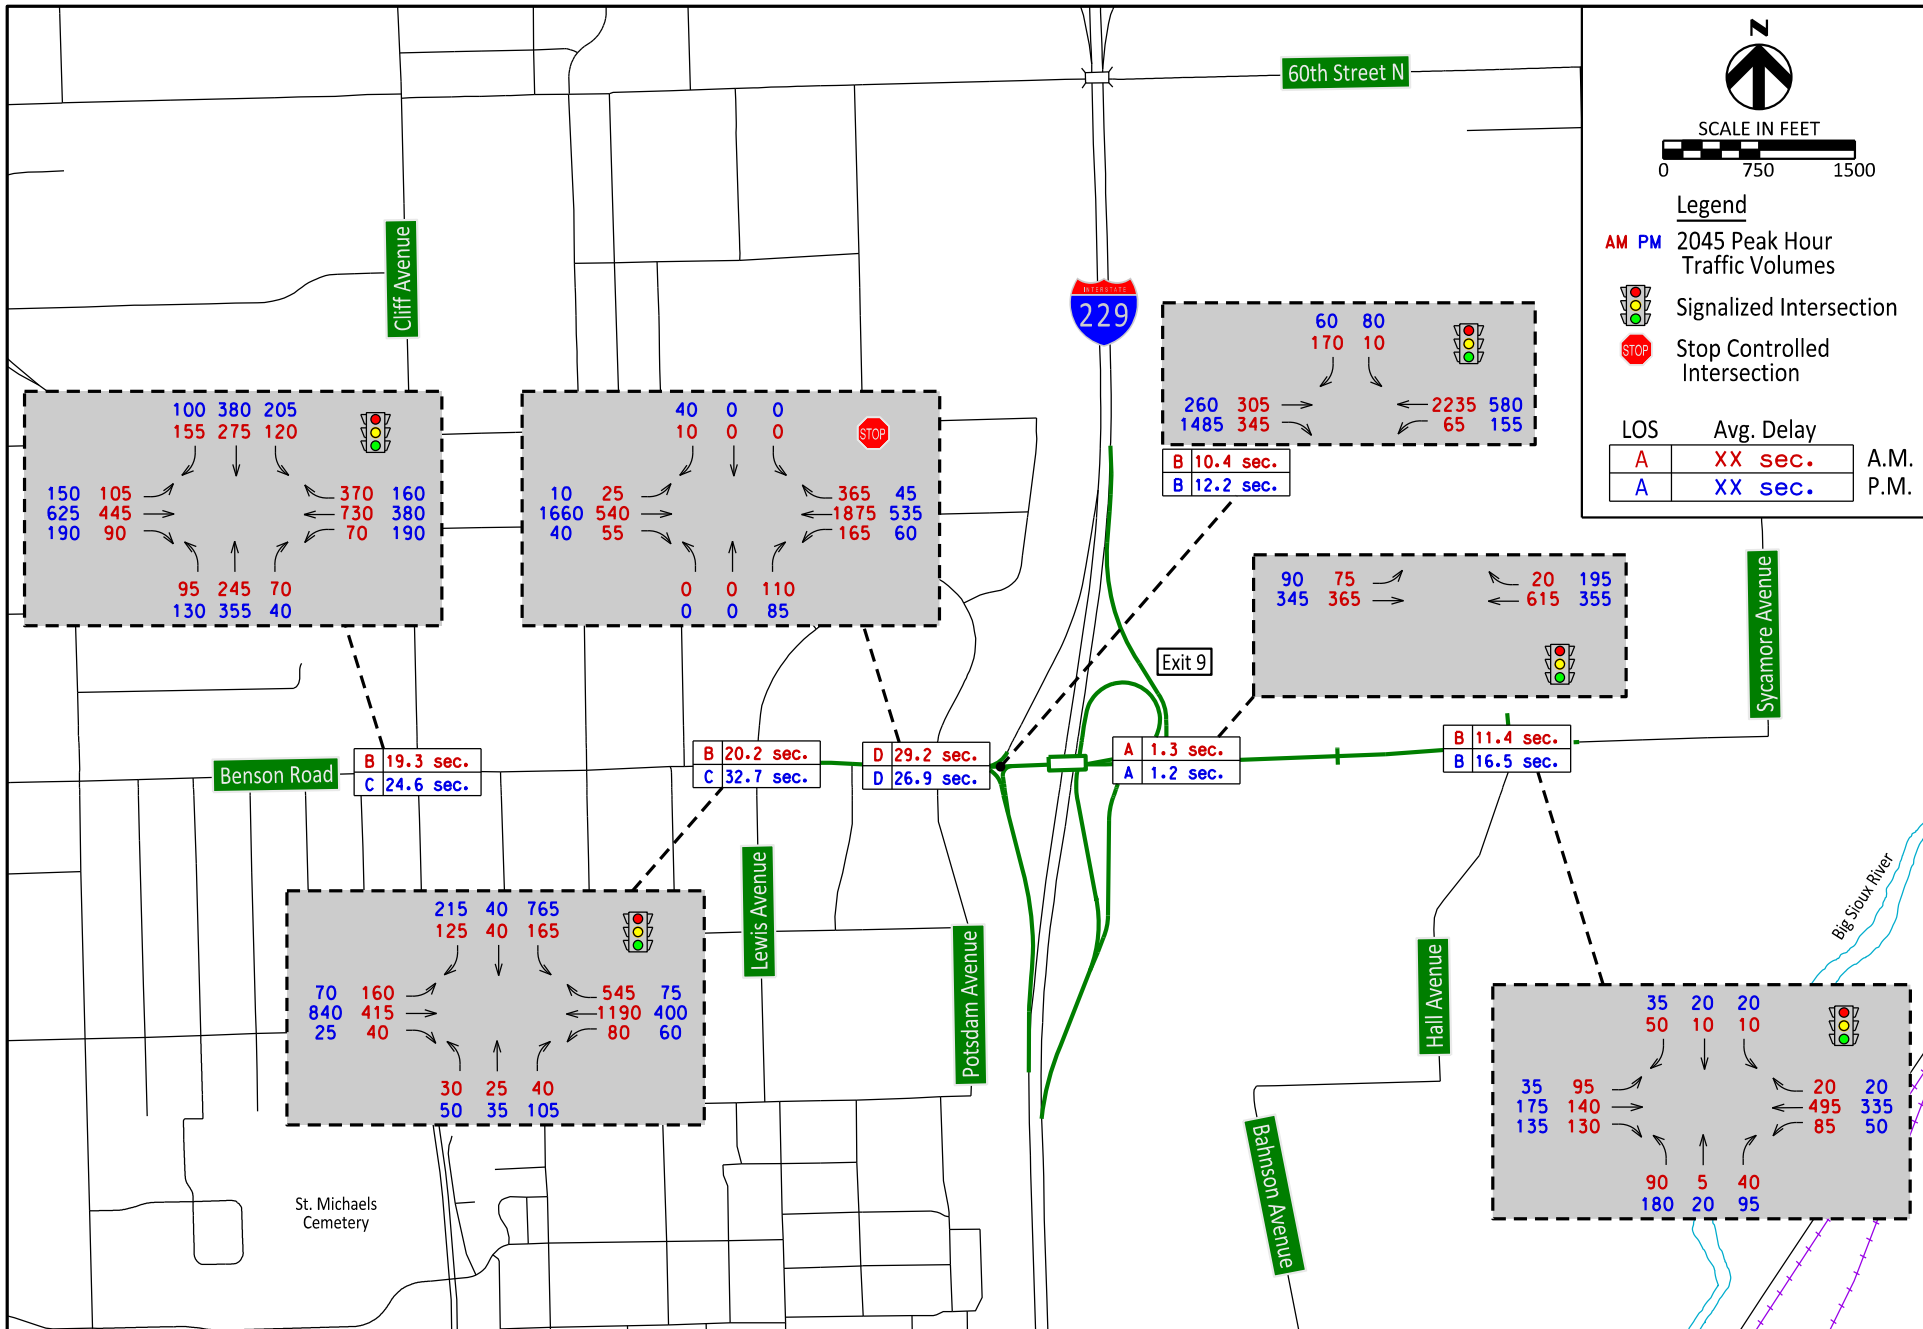 60th Street N
N
SCALE IN FEET
0 750 1500
Legend
AM PM 2045 Peak Hour
Traffic Volumes
Signalized Intersection
STOP Stop Controlled
Intersection
LOS Avg. Delay
A XX sec. A.M.
A XX sec. P.M.
Cliff Avenue
INTERSTATE
229
60 80
170 10
260 305 2235 580
1485 345 65 155
B 10.4 sec.
B 12.2 sec.
100 380 205
155 275 120
150 105 370 160
625 445 730 380
190 90 70 190
95 245 70
130 355 40
40 0 0
10 0 0
STOP
10 25 365 45
1660 540 1875 535
40 55 165 60
0 0 110
0 0 85
90 75 20 195
345 365 615 355
Exit 9
Sycamore Avenue
Benson Road
B 19.3 sec.
C 24.6 sec.
B 20.2 sec.
C 32.7 sec.
D 29.2 sec.
D 26.9 sec.
A 1.3 sec.
A 1.2 sec.
B 11.4 sec.
B 16.5 sec.
Lewis Avenue
Potsdam Avenue
Hall Avenue
Bahnson Avenue
Big Sioux River
215 40 765
125 40 165
70 160 545 75
840 415 1190 400
25 40 80 60
30 25 40
50 35 105
35 20 20
50 10 10
35 95 20 20
175 140 495 335
135 130 85 50
90 5 40
180 20 95
St. Michaels
Cemetery